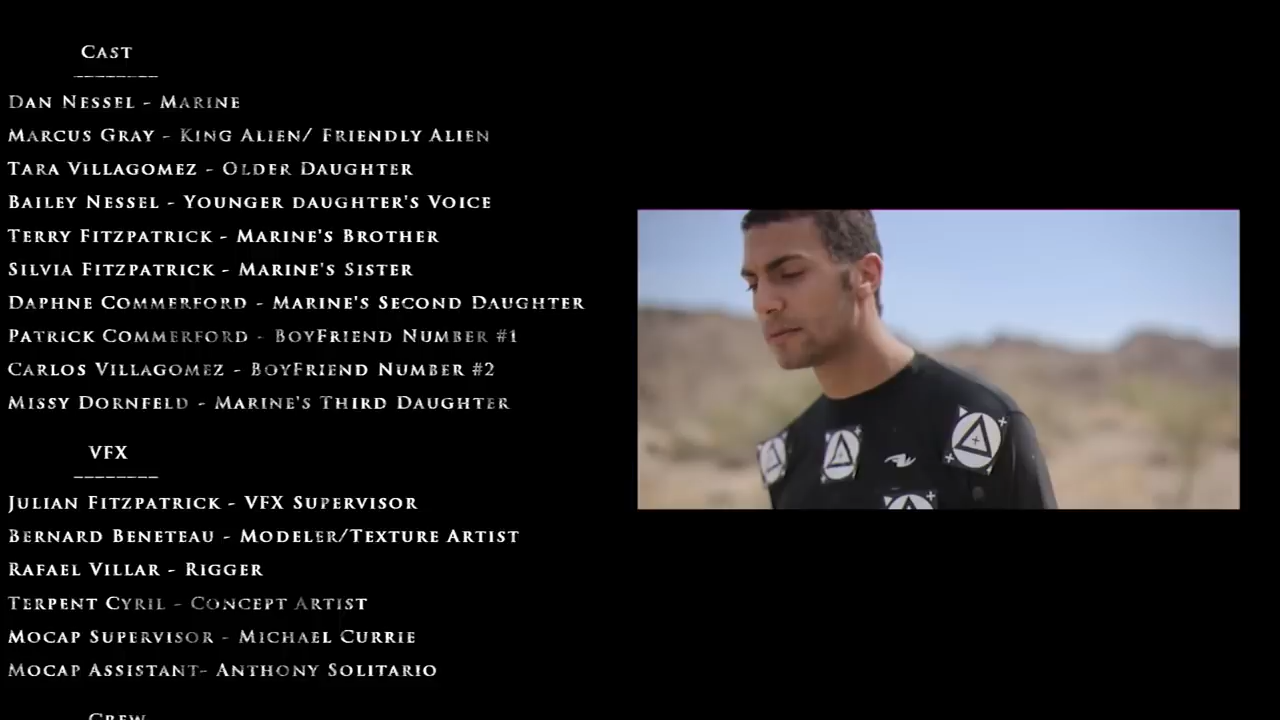 Cast
Dan Nessel - Marine
Marcus Gray - King Alien/ Friendly Alien
Tara Villagomez - Older Daughter
Bailey Nessel - Younger daughter's Voice
Terry Fitzpatrick - Marine's Brother
Silvia Fitzpatrick - Marine's Sister
Daphne Commerford - Marine's Second Daughter
Patrick Commerford - BoyFriend Number #1
Carlos Villagomez - BoyFriend Number #2
Missy Dornfeld - Marine's Third Daughter
VFX
Julian Fitzpatrick - VFX Supervisor
Bernard Beneteau - Modeler/Texture Artist
Rafael Villar - Rigger
Terpent Cyril - Concept Artist
Mocap Supervisor - Michael Currie
Mocap Assistant- Anthony Solitario
Crew